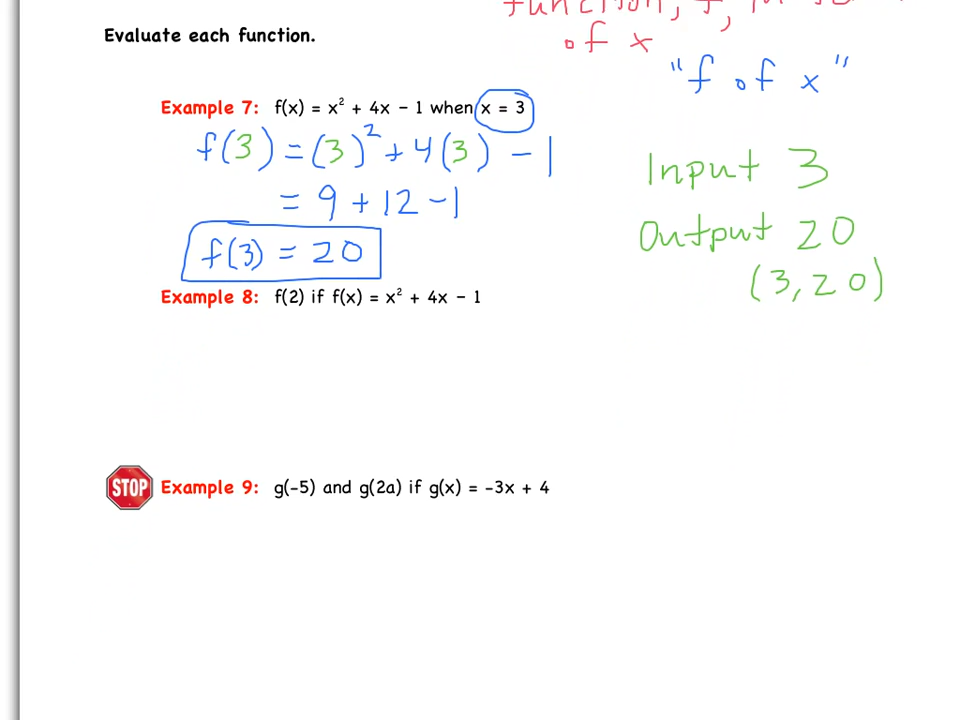 of x
Evaluate each function.
"f of x"
Example 7: f(x) = x² + 4x − 1 when x = 3
f(3) = (3)² + 4(3) − 1
= 9 + 12 − 1
f(3) = 20
Input 3
Output 20
(3, 20)
Example 8: f(2) if f(x) = x² + 4x − 1
STOP Example 9: g(-5) and g(2a) if g(x) = -3x + 4